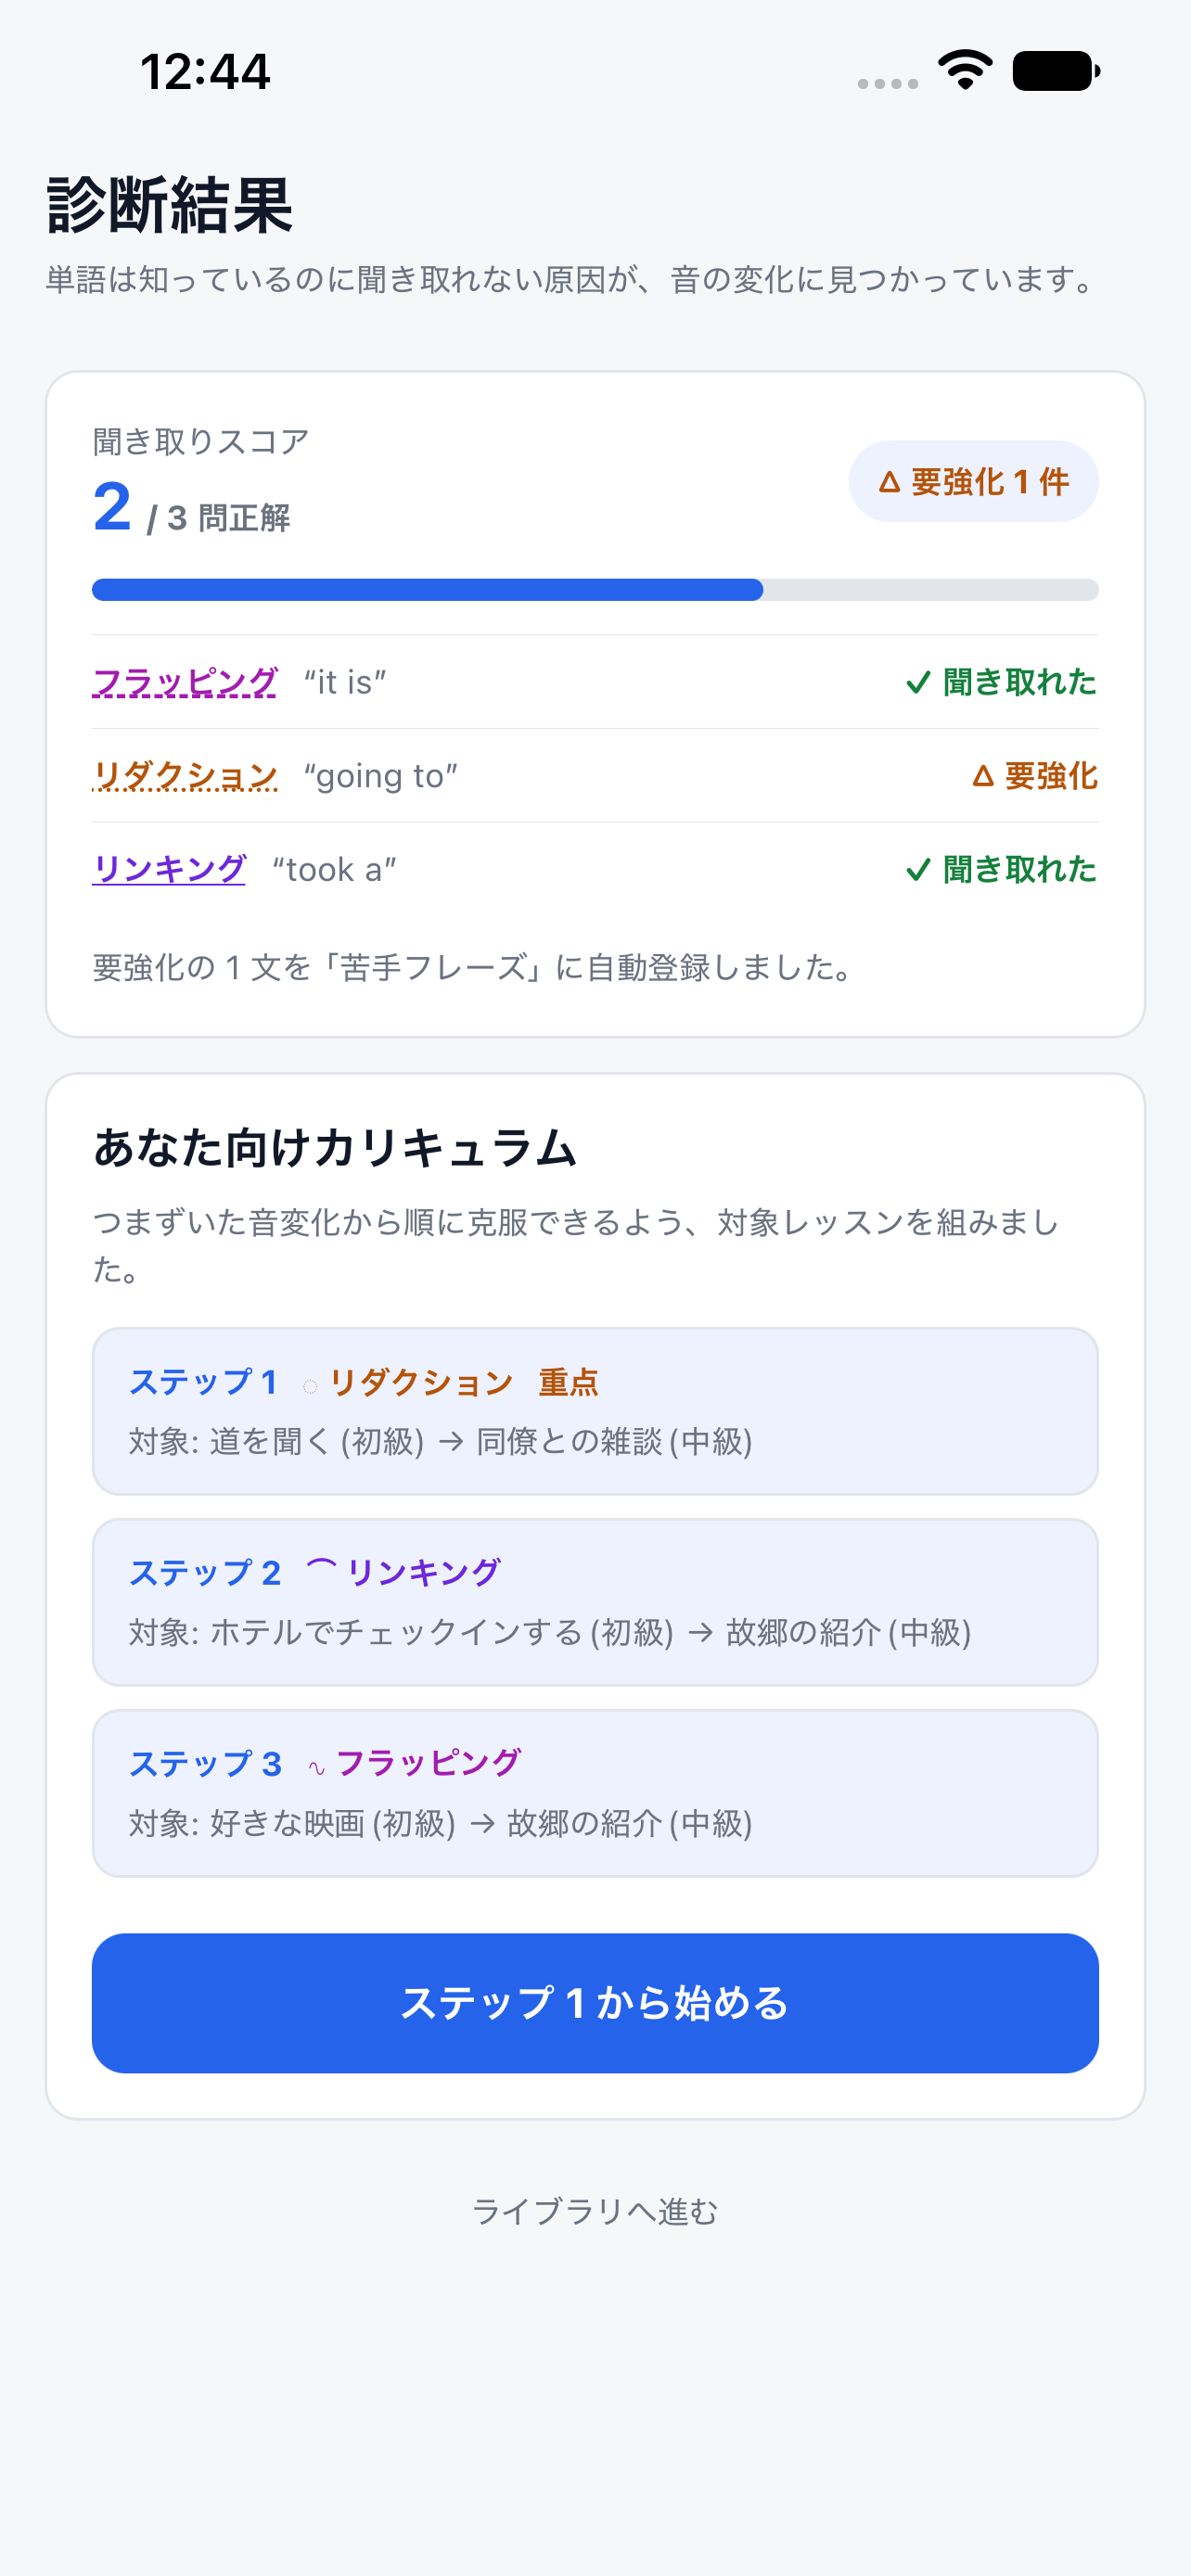 12:44
診断結果
単語は知っているのに聞き取れない原因が、音の変化に見つかっています。
聞き取りスコア
2 / 3 問正解
△ 要強化 1 件
フラッピング “it is” ✓ 聞き取れた
リダクション “going to” △ 要強化
リンキング “took a” ✓ 聞き取れた
要強化の 1 文を「苦手フレーズ」に自動登録しました。
あなた向けカリキュラム
つまずいた音変化から順に克服できるよう、対象レッスンを組みまし
た。
ステップ 1 ◌ リダクション 重点
対象: 道を聞く (初級) → 同僚との雑談 (中級)
ステップ 2 ⌒ リンキング
対象: ホテルでチェックインする (初級) → 故郷の紹介 (中級)
ステップ 3 ∿ フラッピング
対象: 好きな映画 (初級) → 故郷の紹介 (中級)
ステップ 1 から始める
ライブラリへ進む